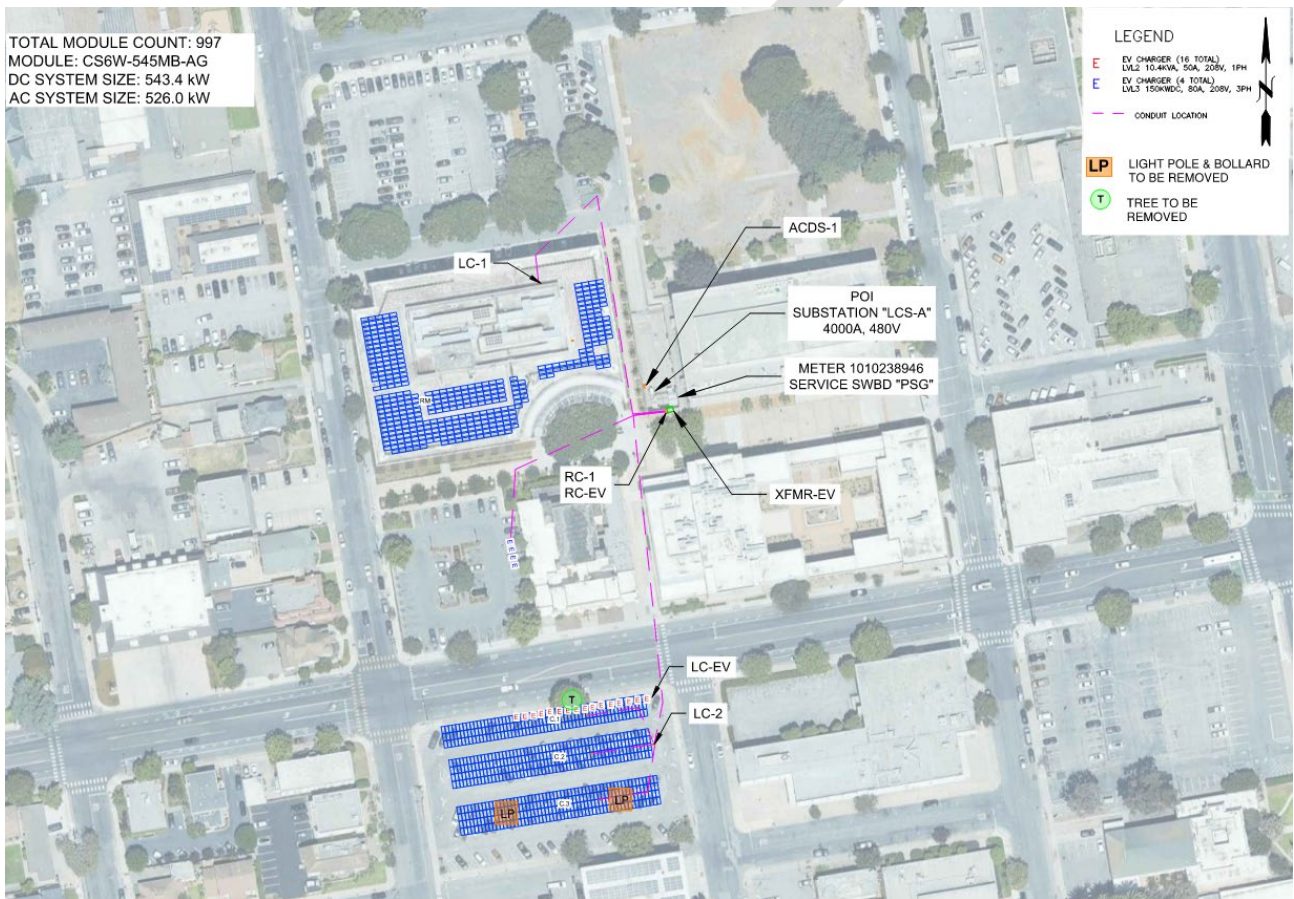 TOTAL MODULE COUNT: 997
MODULE: CS6W-545MB-AG
DC SYSTEM SIZE: 543.4 kW
AC SYSTEM SIZE: 526.0 kW
LEGEND
E EV CHARGER (16 TOTAL)
LVL2 10.4KVA, 50A, 208V, 1PH
E EV CHARGER (4 TOTAL)
LVL3 150KWDC, 80A, 208V, 3PH
CONDUIT LOCATION
LP LIGHT POLE & BOLLARD
TO BE REMOVED
T TREE TO BE
REMOVED
N
ACDS-1
LC-1
POI
SUBSTATION "LCS-A"
4000A, 480V
METER 1010238946
SERVICE SWBD "PSG"
RM
RC-1
RC-EV
XFMR-EV
E
E
E
E
LC-EV
T
E E E E E E E E E E E E E E E E
C.1
LC-2
C.2
C.3
LP
LP